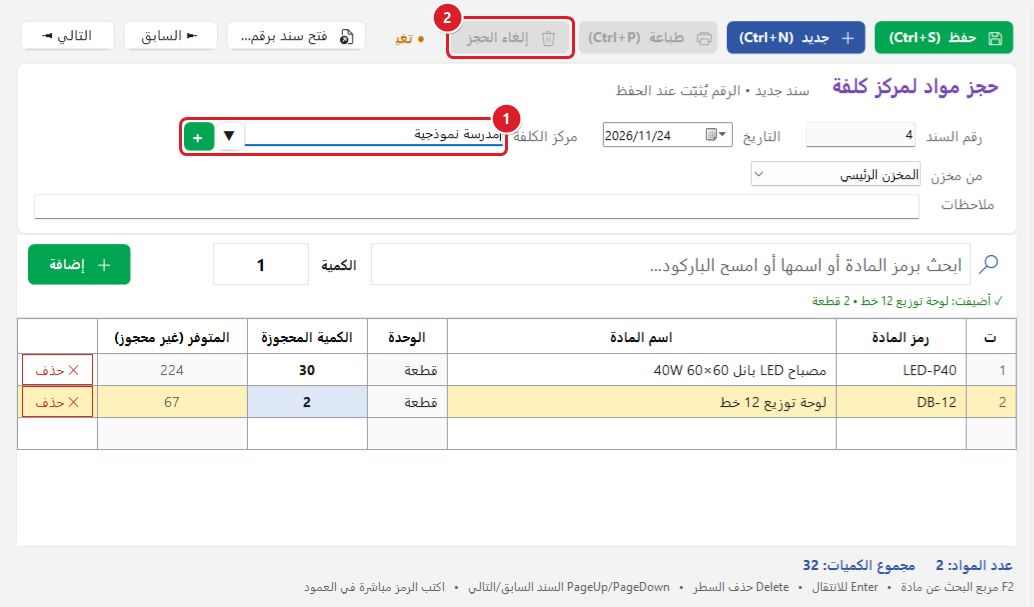 حفظ (Ctrl+S) جديد (Ctrl+N) طباعة (Ctrl+P) إلغاء الحجز 2 فتح سند برقم... السابق التالي
حجز مواد لمركز كلفة سند جديد • الرقم يُثبّت عند الحفظ
رقم السند 4 التاريخ 2026/11/24 مركز الكلفة 1 مدرسة نموذجية
من مخزن المخزن الرئيسي
ملاحظات
ابحث برمز المادة أو اسمها أو امسح الباركود... الكمية 1 + إضافة
✓ أضيفت: لوحة توزيع 12 خط • 2 قطعة
ت رمز المادة اسم المادة الوحدة الكمية المحجوزة المتوفر (غير محجوز)
1 LED-P40 مصباح LED بانل 60×60 40W قطعة 30 224 حذف
2 DB-12 لوحة توزيع 12 خط قطعة 2 67 حذف
عدد المواد: 2 مجموع الكميات: 32
F2 مربع البحث عن مادة • Enter للانتقال • Delete حذف السطر • PageUp/PageDown السند السابق/التالي • اكتب الرمز مباشرة في العمود